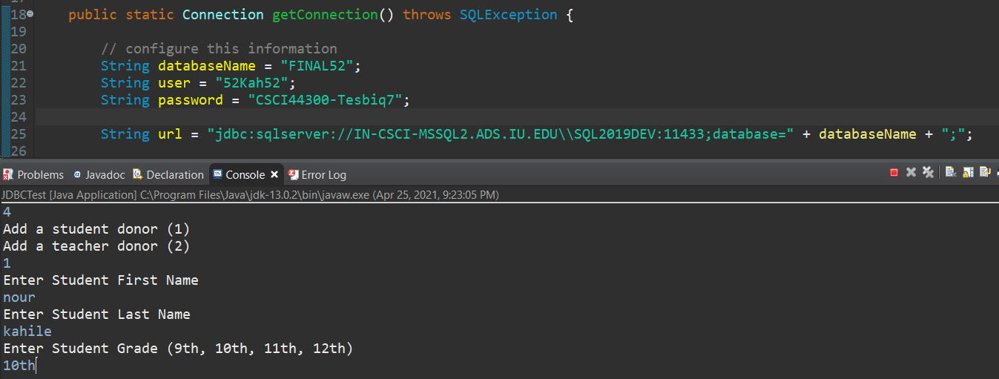 18 public static Connection getConnection() throws SQLException {
19
20 // configure this information
21 String databaseName = "FINAL52";
22 String user = "52Kah52";
23 String password = "CSCI44300-Tesbiq7";
24
25 String url = "jdbc:sqlserver://IN-CSCI-MSSQL2.ADS.IU.EDU\\SQL2019DEV:11433;database=" + databaseName + ";";
26
Problems @ Javadoc Declaration Console Error Log
JDBCTest [Java Application] C:\Program Files\Java\jdk-13.0.2\bin\javaw.exe (Apr 25, 2021, 9:23:05 PM)
4
Add a student donor (1)
Add a teacher donor (2)
1
Enter Student First Name
nour
Enter Student Last Name
kahile
Enter Student Grade (9th, 10th, 11th, 12th)
10th